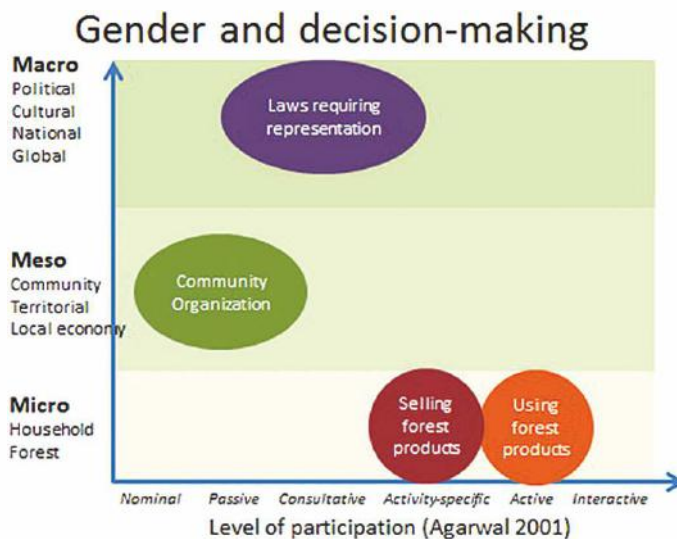 Gender and decision-making
Macro
Political
Cultural
National
Global
Laws requiring
representation
Meso
Community
Territorial
Local economy
Community
Organization
Micro
Household
Forest
Selling
forest
products
Using
forest
products
Nominal Passive Consultative Activity-specific Active Interactive
Level of participation (Agarwal 2001)